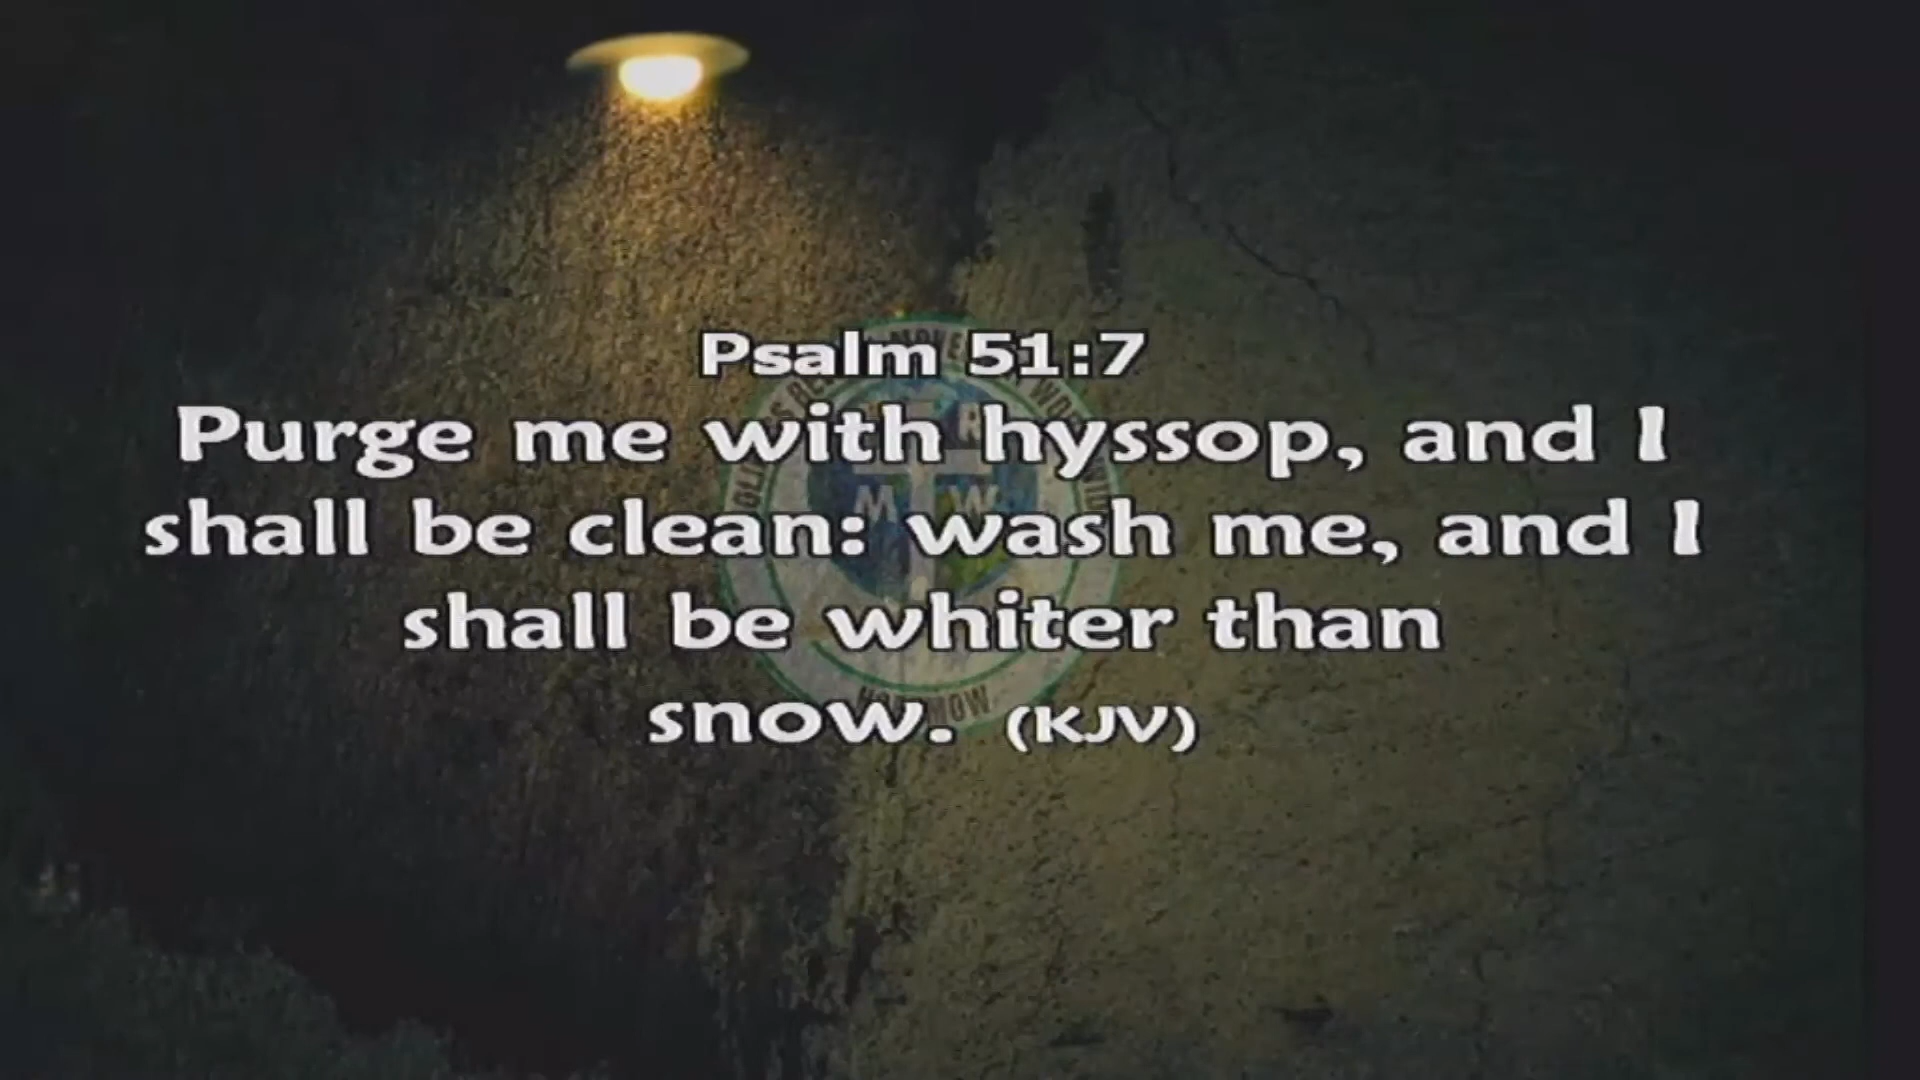 Psalm 51:7
Purge me with hyssop, and I
shall be clean: wash me, and I
shall be whiter than
snow. (KJV)
R
M W